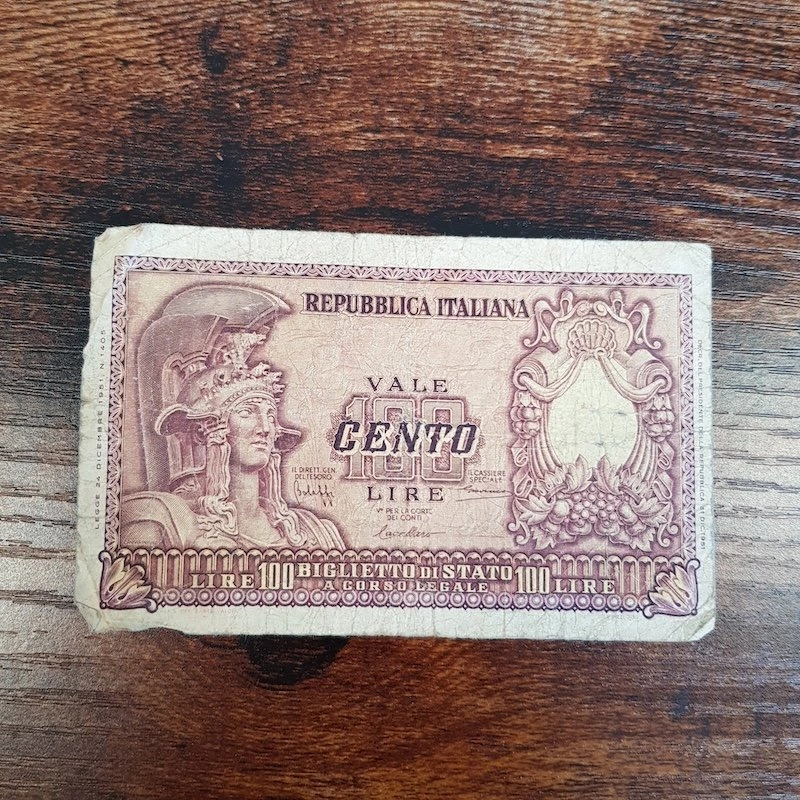 REPUBBLICA ITALIANA
VALE
100
CENTO
LIRE
IL DIRETT. GEN.
DEL TESORO
IL CASSIERE
SPECIALE
Vº PER LA CORTE
DEI CONTI
LIRE 100 BIGLIETTO DI STATO 100 LIRE
A CORSO LEGALE
LEGGE 24 DICEMBRE 1951, N. 1405